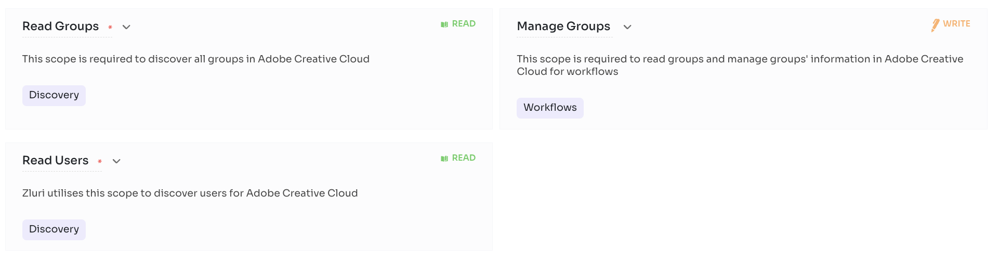 Read Groups *
READ
This scope is required to discover all groups in Adobe Creative Cloud
Discovery
Manage Groups
WRITE
This scope is required to read groups and manage groups' information in Adobe Creative
Cloud for workflows
Workflows
Read Users *
READ
Zluri utilises this scope to discover users for Adobe Creative Cloud
Discovery